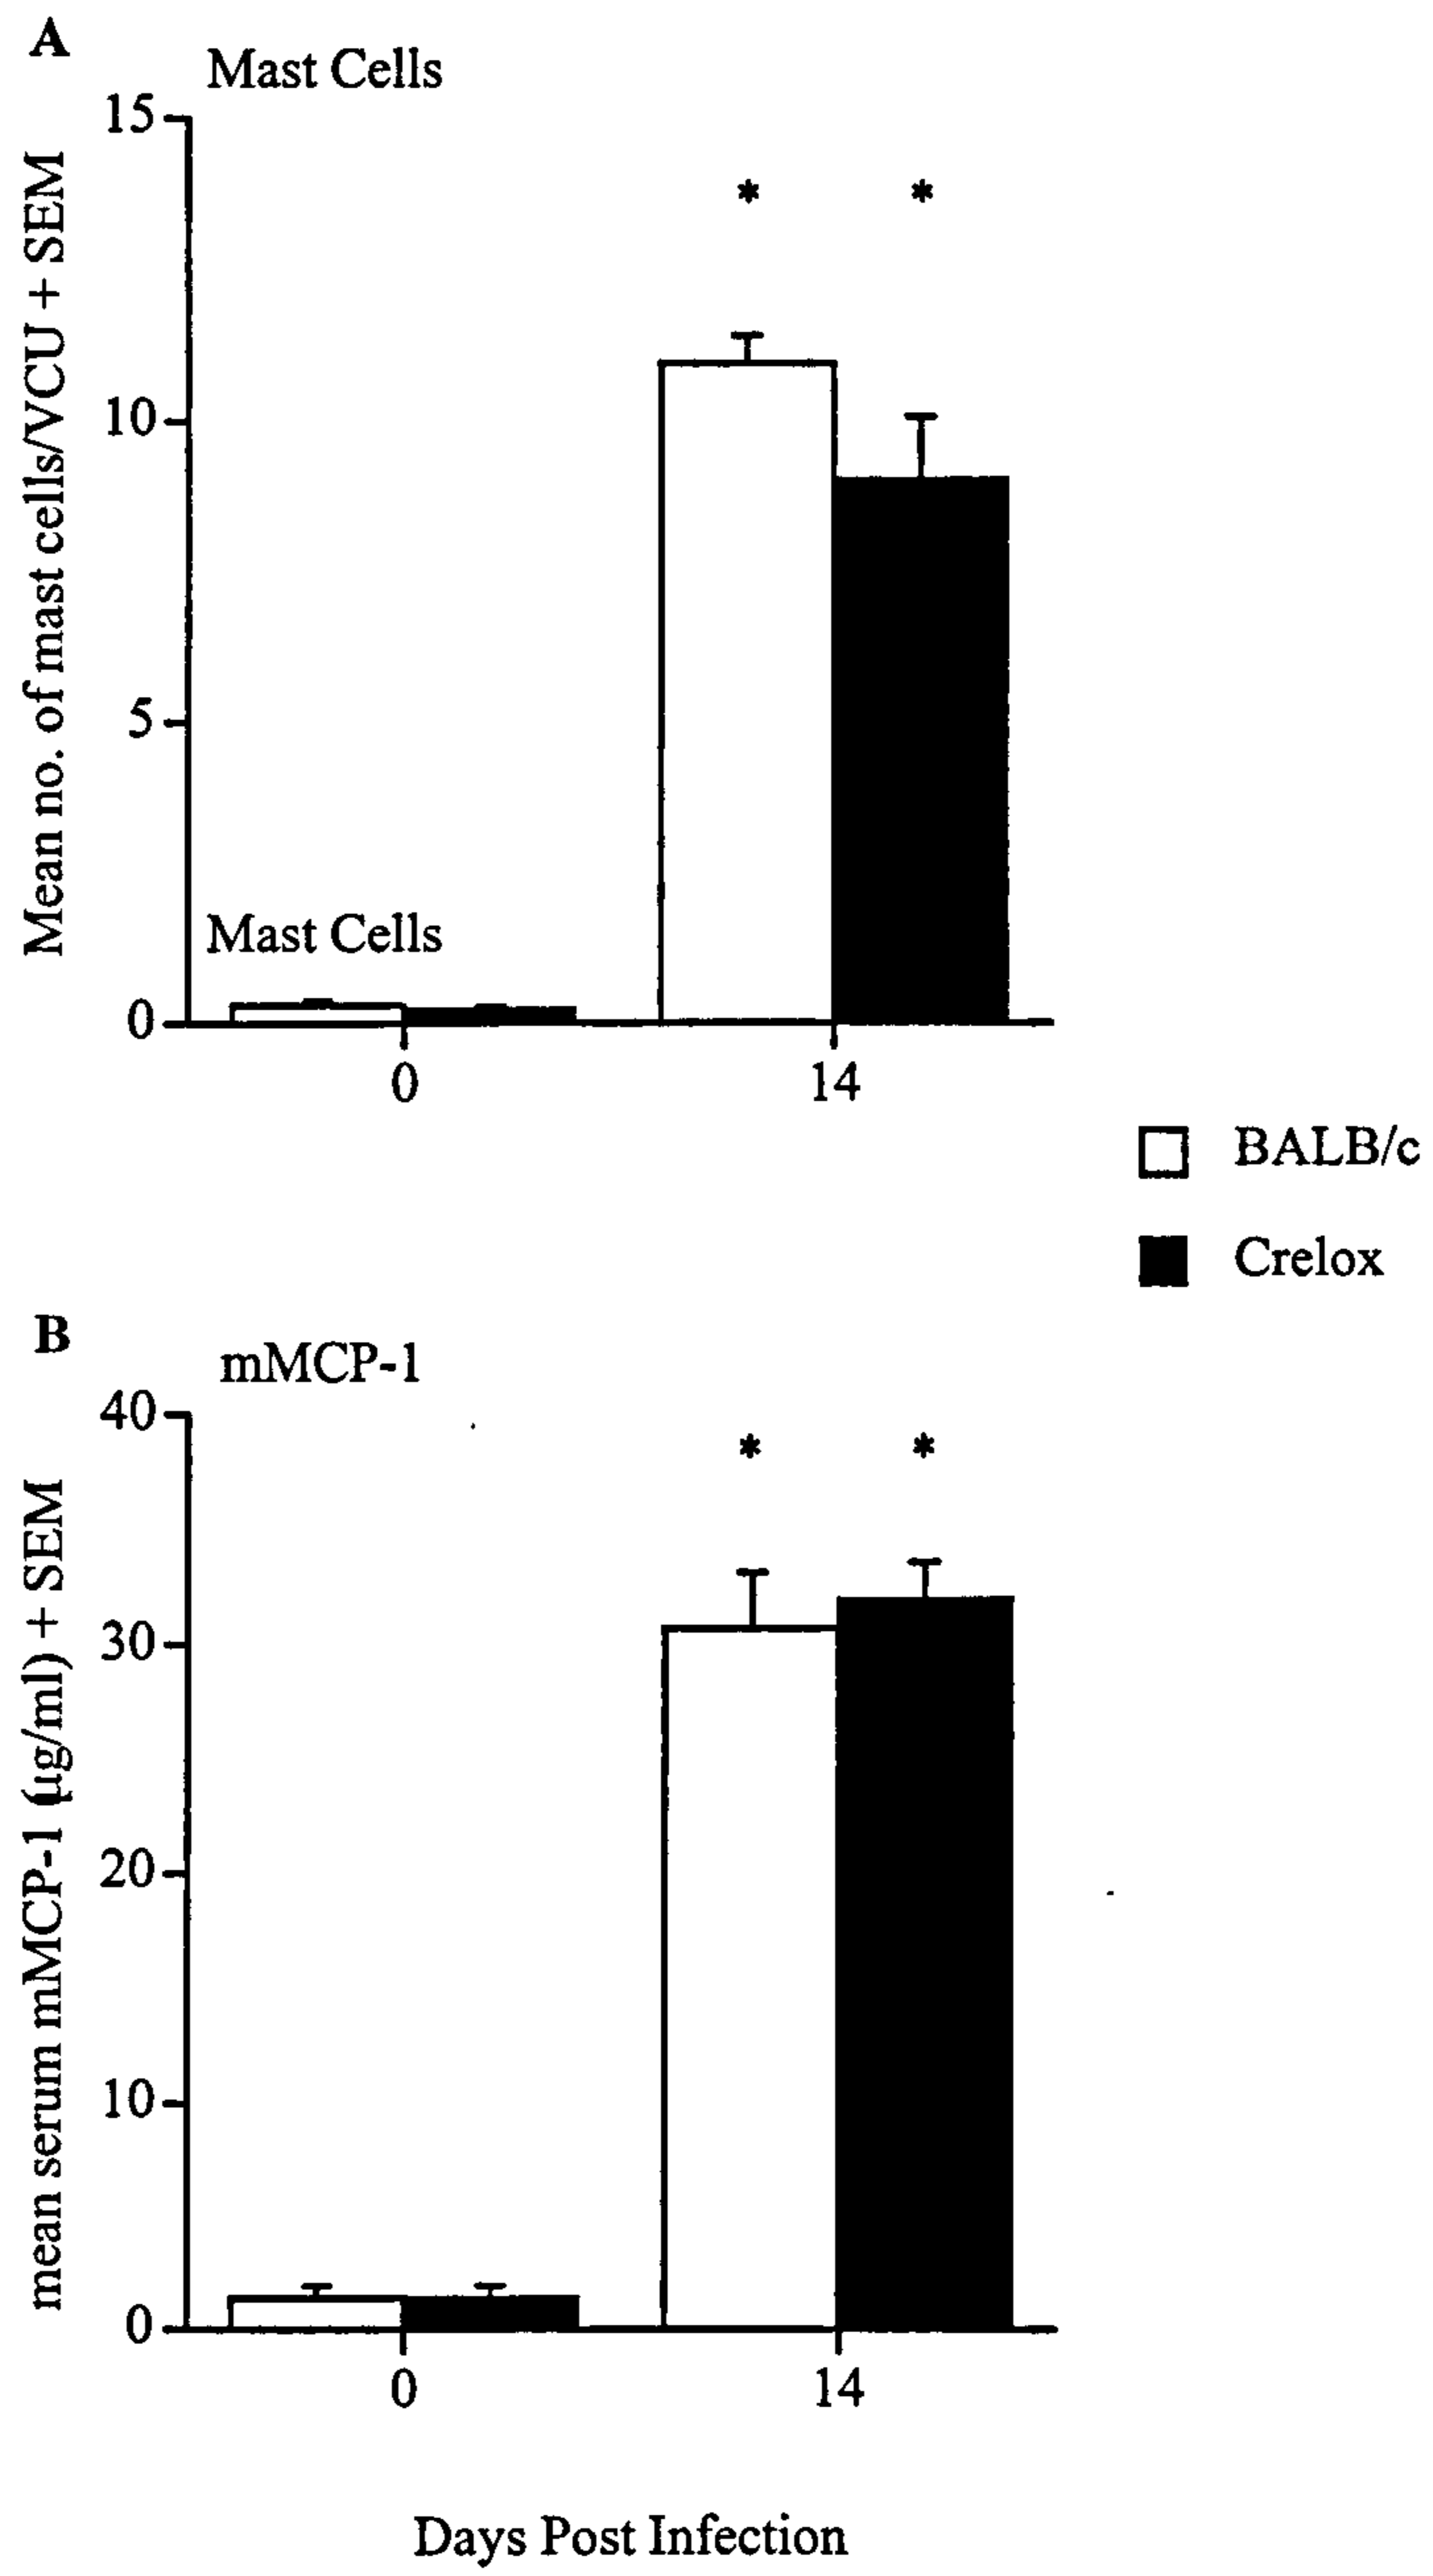 A
Mast Cells
15
*
*
10
5
Mast Cells
0
0
14
Mean no. of mast cells/VCU + SEM
BALB/c
Crelox
B
mMCP-1
40
*
*
30
20
10
0
0
14
mean serum mMCP-1 (µg/ml) + SEM
Days Post Infection